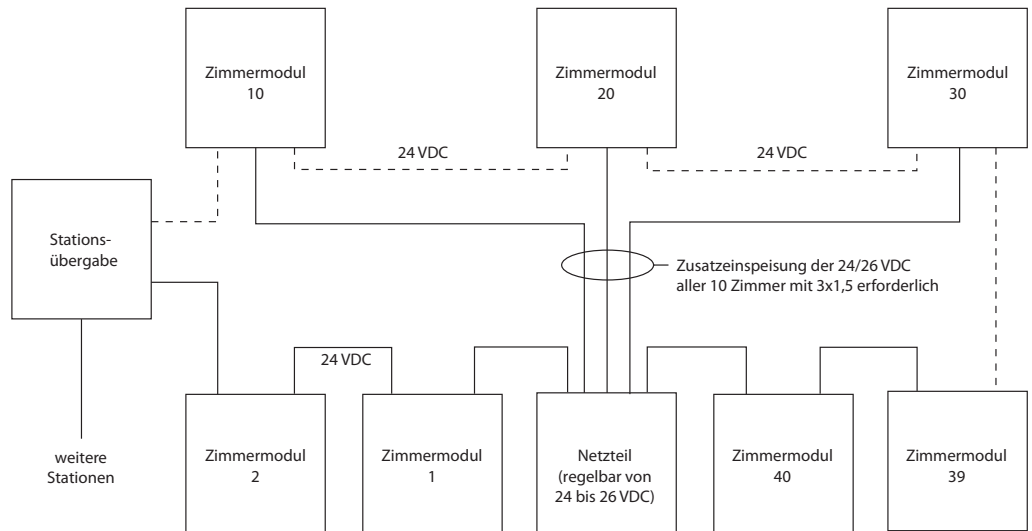 Zimmermodul
10
Zimmermodul
20
Zimmermodul
30
24 VDC
24 VDC
Stations-
übergabe
Zusatzeinspeisung der 24/26 VDC
aller 10 Zimmer mit 3x1,5 erforderlich
24 VDC
weitere
Stationen
Zimmermodul
2
Zimmermodul
1
Netzteil
(regelbar von
24 bis 26 VDC)
Zimmermodul
40
Zimmermodul
39